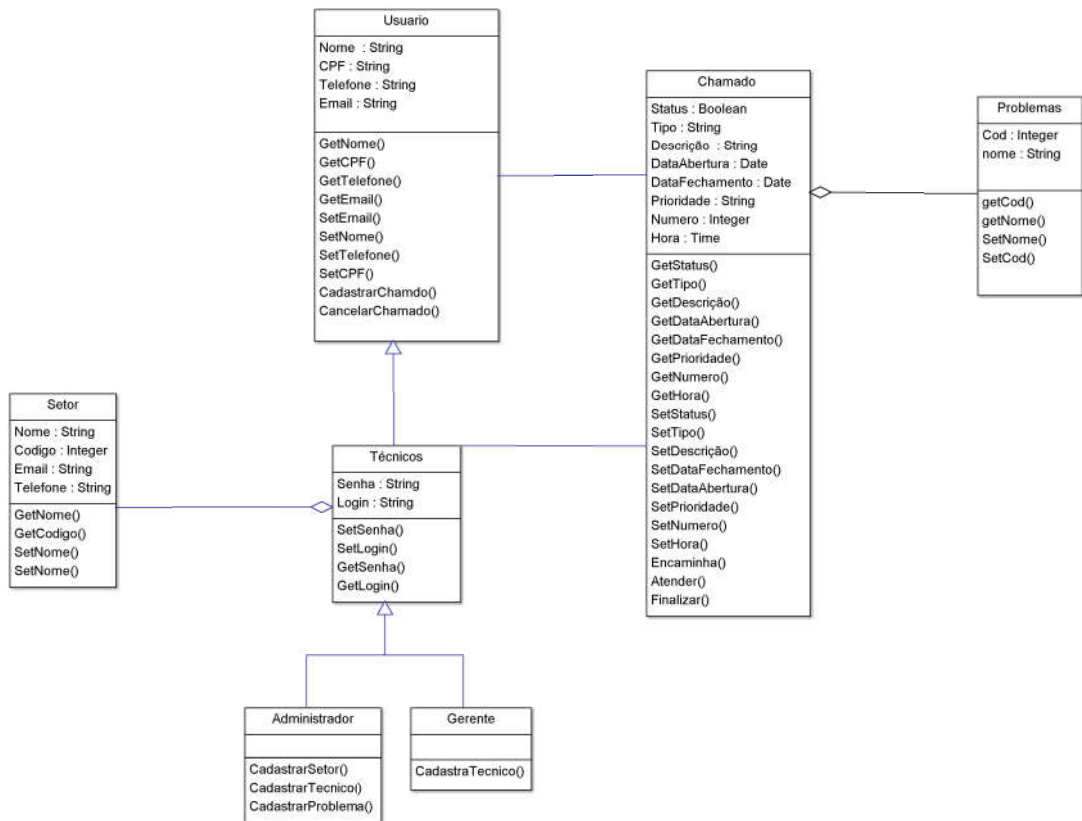 Usuario
Nome : String
CPF : String
Telefone : String
Email : String
GetNome()
GetCPF()
GetTelefone()
GetEmail()
SetEmail()
SetNome()
SetTelefone()
SetCPF()
CadastrarChamdo()
CancelarChamado()
Chamado
Status : Boolean
Tipo : String
Descrição : String
DataAbertura : Date
DataFechamento : Date
Prioridade : String
Numero : Integer
Hora : Time
GetStatus()
GetTipo()
GetDescrição()
GetDataAbertura()
GetDataFechamento()
GetPrioridade()
GetNumero()
GetHora()
SetStatus()
SetTipo()
SetDescrição()
SetDataFechamento()
SetDataAbertura()
SetPrioridade()
SetNumero()
SetHora()
Encaminha()
Atender()
Finalizar()
Problemas
Cod : Integer
nome : String
getCod()
getNome()
SetNome()
SetCod()
Setor
Nome : String
Codigo : Integer
Email : String
Telefone : String
GetNome()
GetCodigo()
SetNome()
SetNome()
Técnicos
Senha : String
Login : String
SetSenha()
SetLogin()
GetSenha()
GetLogin()
Administrador
CadastrarSetor()
CadastrarTecnico()
CadastrarProblema()
Gerente
CadastraTecnico()